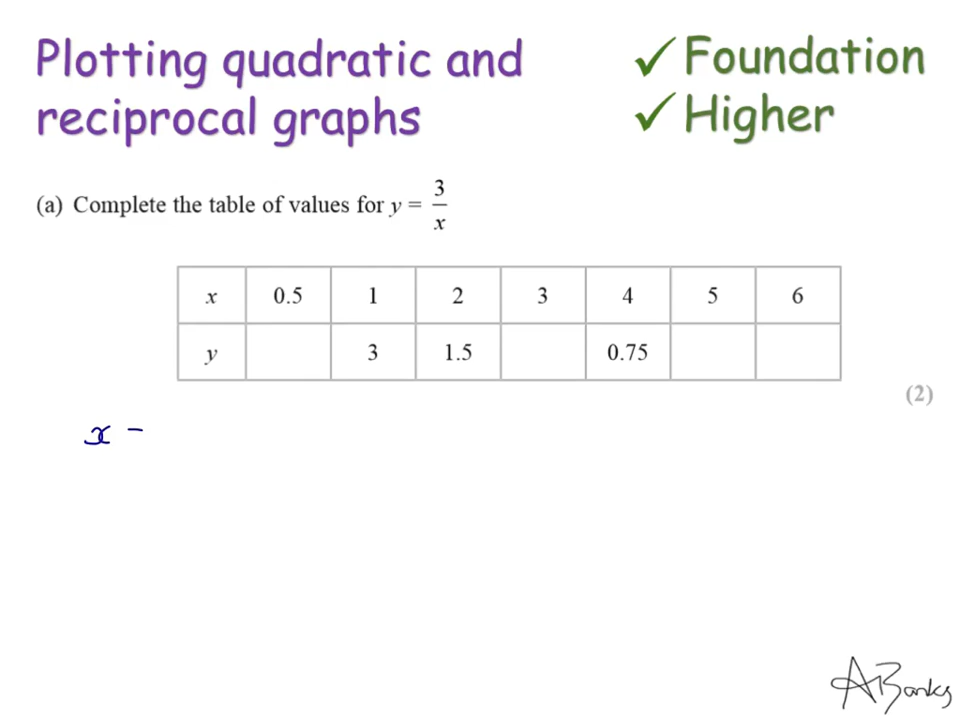 Plotting quadratic and
reciprocal graphs
✓ Foundation
✓ Higher
(a) Complete the table of values for y = 3/x
x 0.5 1 2 3 4 5 6
y 3 1.5 0.75
(2)
x -
ABanks